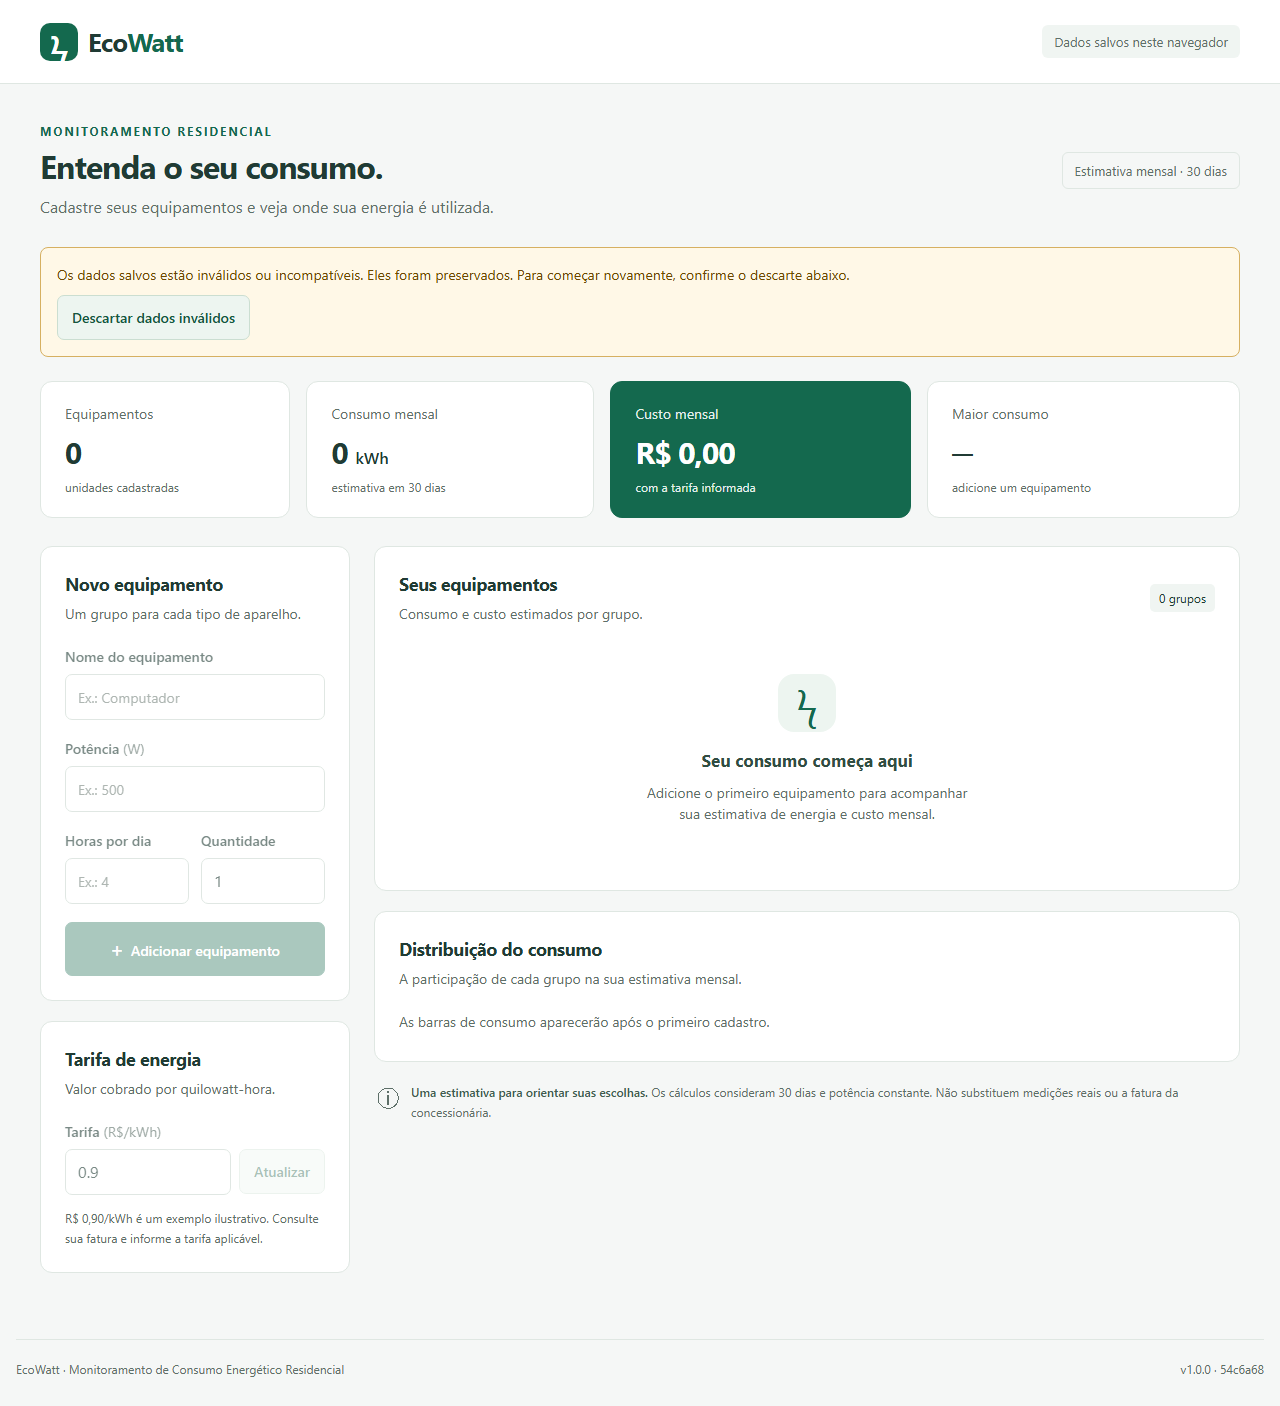 EcoWatt
Dados salvos neste navegador
MONITORAMENTO RESIDENCIAL
Entenda o seu consumo.
Cadastre seus equipamentos e veja onde sua energia é utilizada.
Estimativa mensal · 30 dias
Os dados salvos estão inválidos ou incompatíveis. Eles foram preservados. Para começar novamente, confirme o descarte abaixo.
Descartar dados inválidos
Equipamentos
0
unidades cadastradas
Consumo mensal
0 kWh
estimativa em 30 dias
Custo mensal
R$ 0,00
com a tarifa informada
Maior consumo
—
adicione um equipamento
Novo equipamento
Um grupo para cada tipo de aparelho.
Nome do equipamento
Ex.: Computador
Potência (W)
Ex.: 500
Horas por dia
Ex.: 4
Quantidade
1
+ Adicionar equipamento
Tarifa de energia
Valor cobrado por quilowatt-hora.
Tarifa (R$/kWh)
0.9
Atualizar
R$ 0,90/kWh é um exemplo ilustrativo. Consulte
sua fatura e informe a tarifa aplicável.
Seus equipamentos
Consumo e custo estimados por grupo.
0 grupos
Seu consumo começa aqui
Adicione o primeiro equipamento para acompanhar
sua estimativa de energia e custo mensal.
Distribuição do consumo
A participação de cada grupo na sua estimativa mensal.
As barras de consumo aparecerão após o primeiro cadastro.
Uma estimativa para orientar suas escolhas. Os cálculos consideram 30 dias e potência constante. Não substituem medições reais ou a fatura da
concessionária.
EcoWatt · Monitoramento de Consumo Energético Residencial
v1.0.0 · 54c6a68